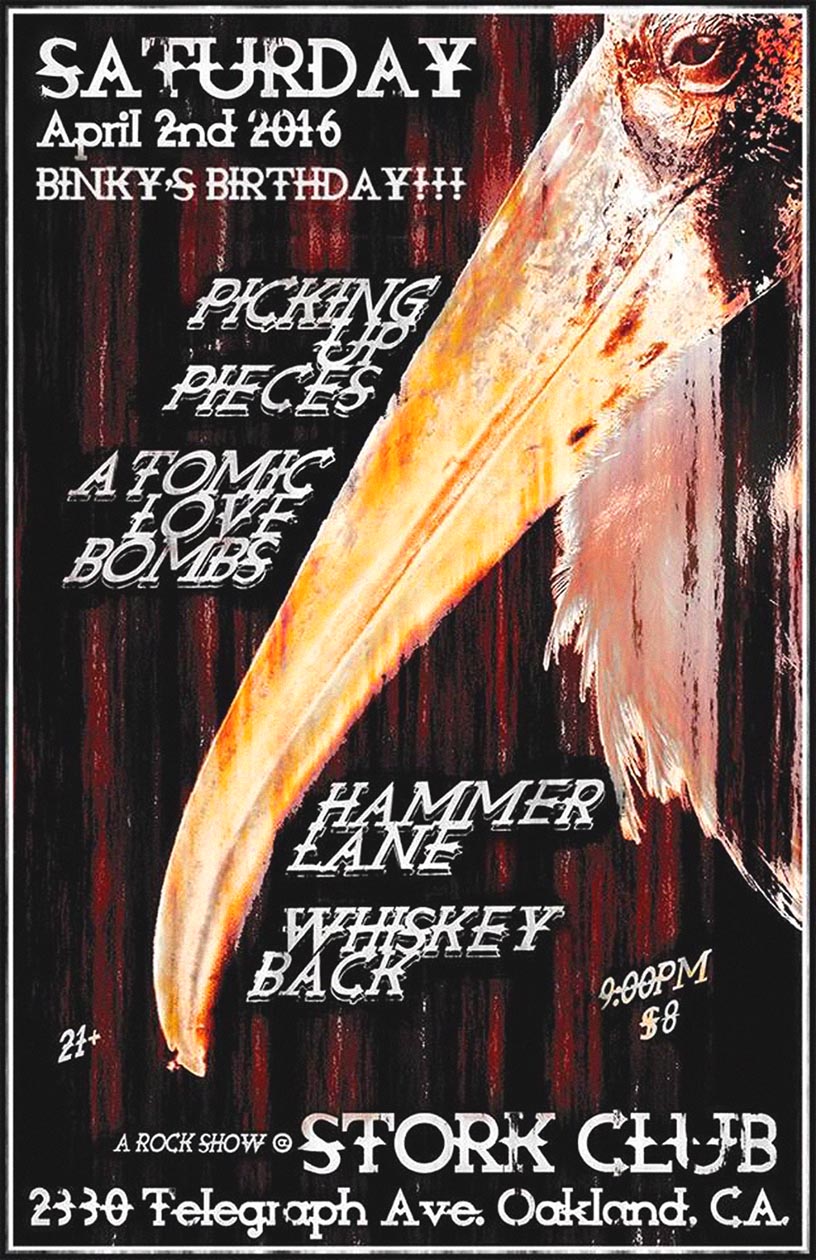 SATURDAY
April 2nd 2016
BINKY'S BIRTHDAY!!!
PICKING
UP
PIECES
ATOMIC
LOVE
BOMBS
HAMMER
LANE
WHISKEY
BACK
9:00PM
$8
21+
A ROCK SHOW @ STORK CLUB
2330 Telegraph Ave. Oakland, CA.